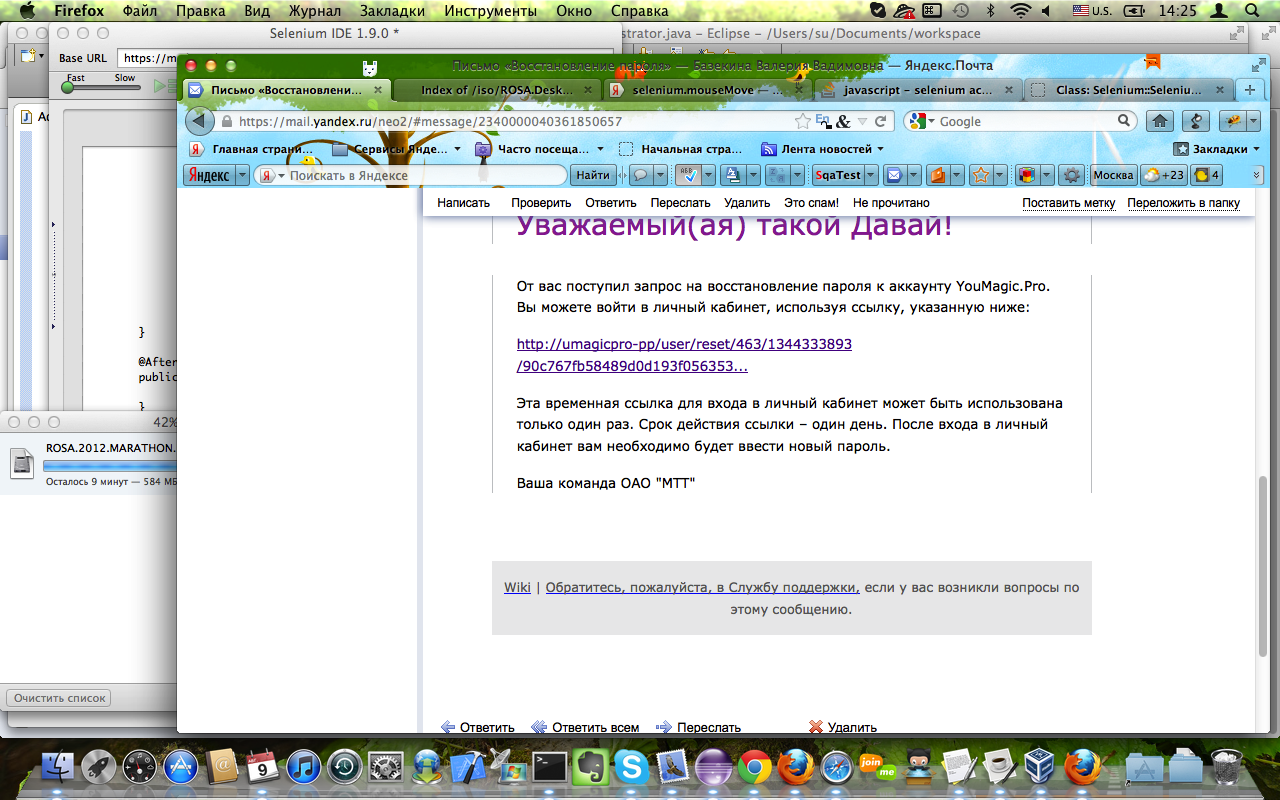 Firefox Файл Правка Вид Журнал Закладки Инструменты Окно Справка U.S. 14:25
Selenium IDE 1.9.0 *
strator.java – Eclipse – /Users/su/Documents/workspace
Base URL https://m
Fast Slow
Письмо «Восстановление пароля» — Базекина Валерия Вадимовна — Яндекс.Почта
Письмо «Восстановлени...
Index of /iso/ROSA.Desk...
selenium.mouseMove — ...
javascript – selenium ac...
Class: Selenium::Seleniu...
https://mail.yandex.ru/neo2/#message/2340000040361850657
Google
Главная страни... Сервисы Янде... Часто посеща... Начальная стра... Лента новостей Закладки
Яндекс Поискать в Яндексе Найти SqaTest Москва +23 4
Написать Проверить Ответить Переслать Удалить Это спам! Не прочитано Поставить метку Переложить в папку
Уважаемый(ая) такой Давай!
От вас поступил запрос на восстановление пароля к аккаунту YouMagic.Pro.
Вы можете войти в личный кабинет, используя ссылку, указанную ниже:
http://umagicpro-pp/user/reset/463/1344333893
/90c767fb58489d0d193f056353...
Эта временная ссылка для входа в личный кабинет может быть использована
только один раз. Срок действия ссылки – один день. После входа в личный
кабинет вам необходимо будет ввести новый пароль.
Ваша команда ОАО "МТТ"
Wiki | Обратитесь, пожалуйста, в Службу поддержки, если у вас возникли вопросы по
этому сообщению.
Ответить Ответить всем Переслать Удалить
}
@After
public
}
42%
ROSA.2012.MARATHON.
Осталось 9 минут — 584 МБ
Очистить список
9
join
me